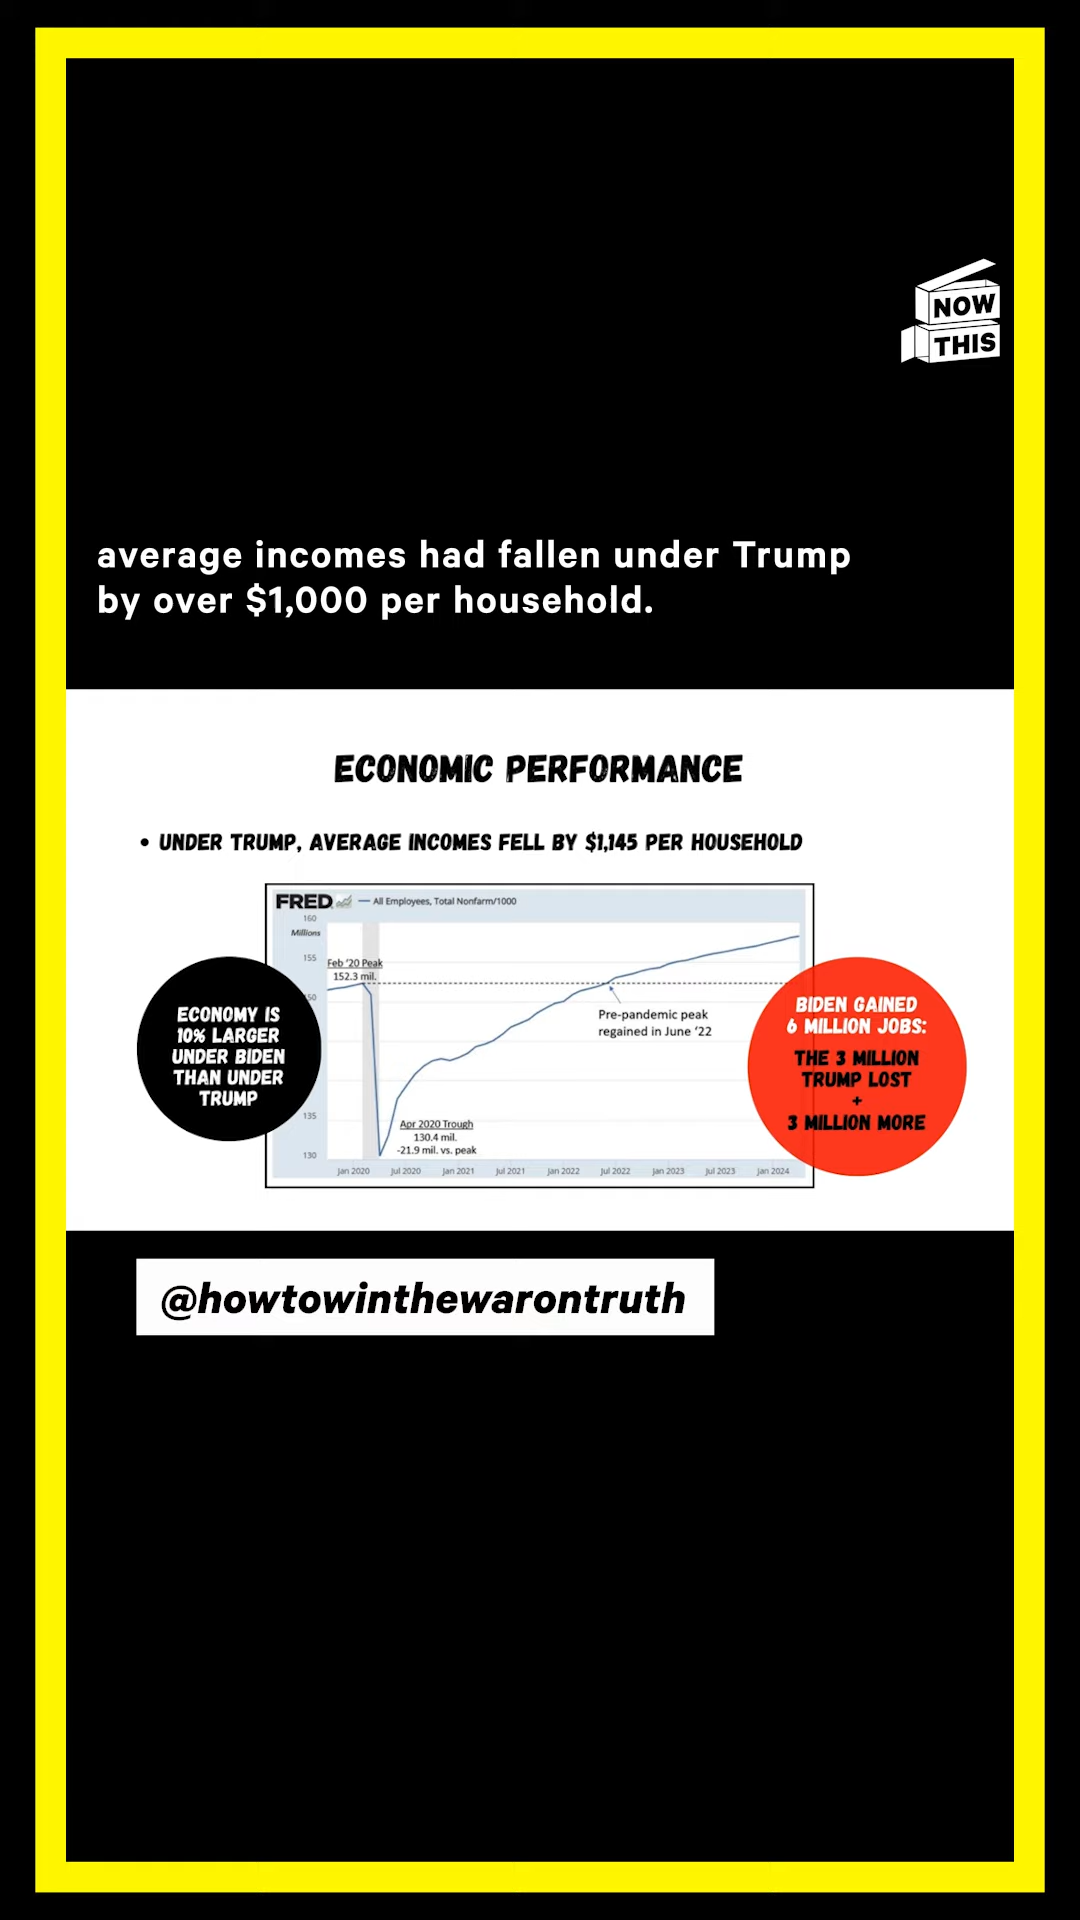 NOW
THIS
average incomes had fallen under Trump
by over $1,000 per household.
ECONOMIC PERFORMANCE
• UNDER TRUMP, AVERAGE INCOMES FELL BY $1,145 PER HOUSEHOLD
FRED — All Employees, Total Nonfarm/1000
160
Millions
155
Feb '20 Peak
152.3 mil.
50
Pre-pandemic peak
regained in June '22
135
Apr 2020 Trough
130.4 mil.
-21.9 mil. vs. peak
130
Jan 2020 Jul 2020 Jan 2021 Jul 2021 Jan 2022 Jul 2022 Jan 2023 Jul 2023 Jan 2024
ECONOMY IS
10% LARGER
UNDER BIDEN
THAN UNDER
TRUMP
BIDEN GAINED
6 MILLION JOBS:
THE 3 MILLION
TRUMP LOST
+
3 MILLION MORE
@howtowinthewarontruth